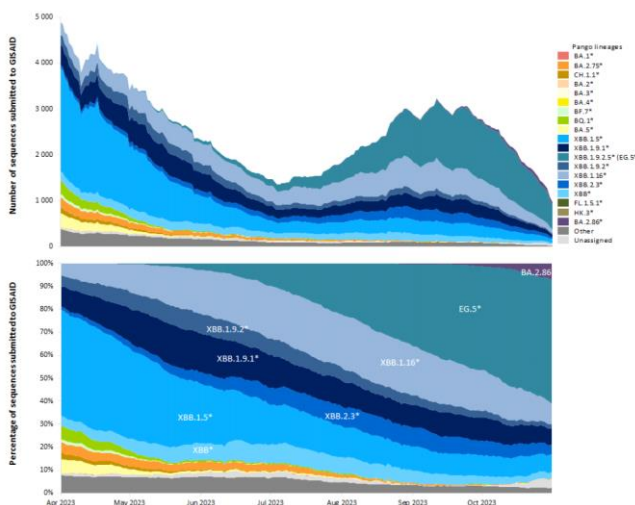 5 000
4 000
3 000
2 000
1 000
0
Number of sequences submitted to GISAID
Pango lineages
BA.1*
BA.2.75*
CH.1.1*
BA.2*
BA.3*
BA.4*
BF.7*
BQ.1*
BA.5*
XBB.1.5*
XBB.1.9.1*
XBB.1.9.2.5* (EG.5*
XBB.1.9.2*
XBB.1.16*
XBB.2.3*
XBB*
FL.1.5.1*
HK.3*
BA.2.86*
Other
Unassigned
100%
90%
80%
70%
60%
50%
40%
30%
20%
10%
0%
Percentage of sequences submitted to GISAID
BA.2.86
EG.5*
XBB.1.9.2*
XBB.1.16*
XBB.1.9.1*
XBB.2.3*
XBB.1.5*
XBB*
Apr 2023
May 2023
Jun 2023
Jul 2023
Aug 2023
Sep 2023
Oct 2023